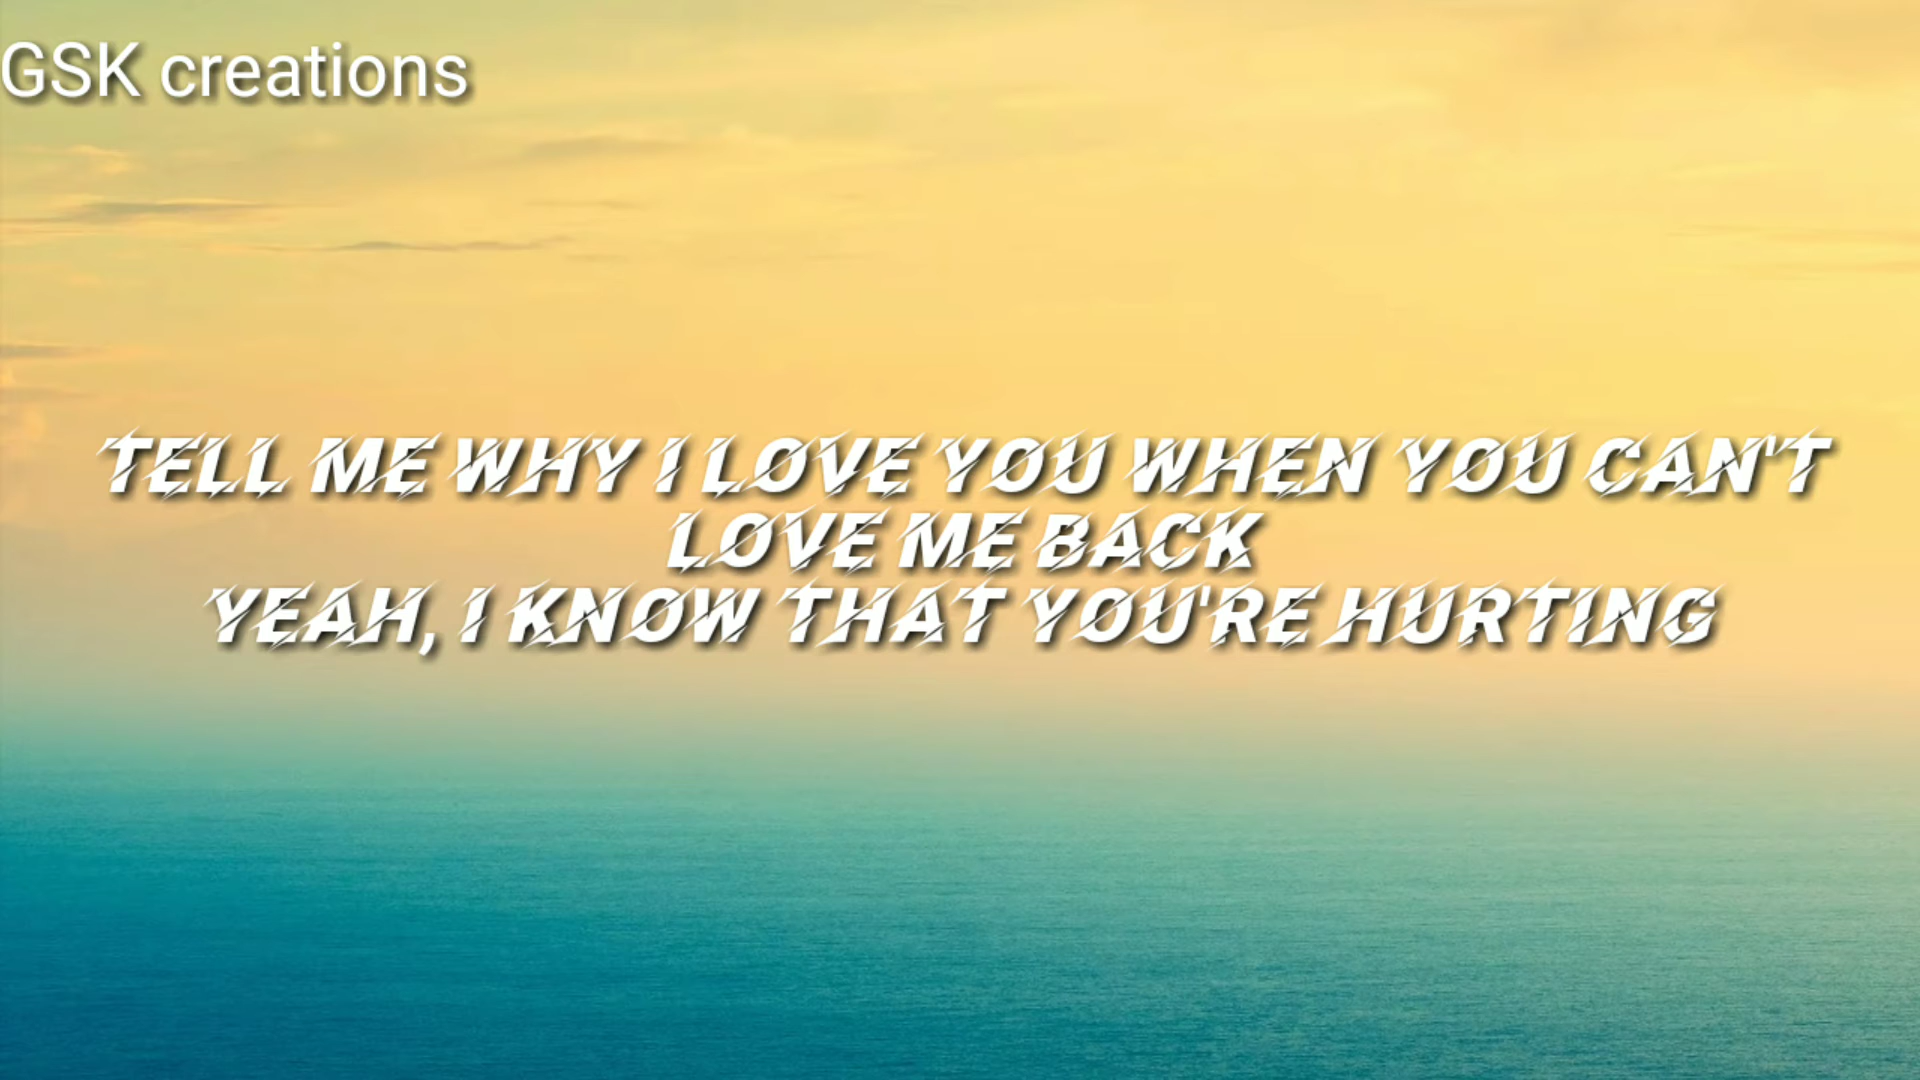 GSK creations
TELL ME WHY I LOVE YOU WHEN YOU CAN'T
LOVE ME BACK
YEAH, I KNOW THAT YOU'RE HURTING